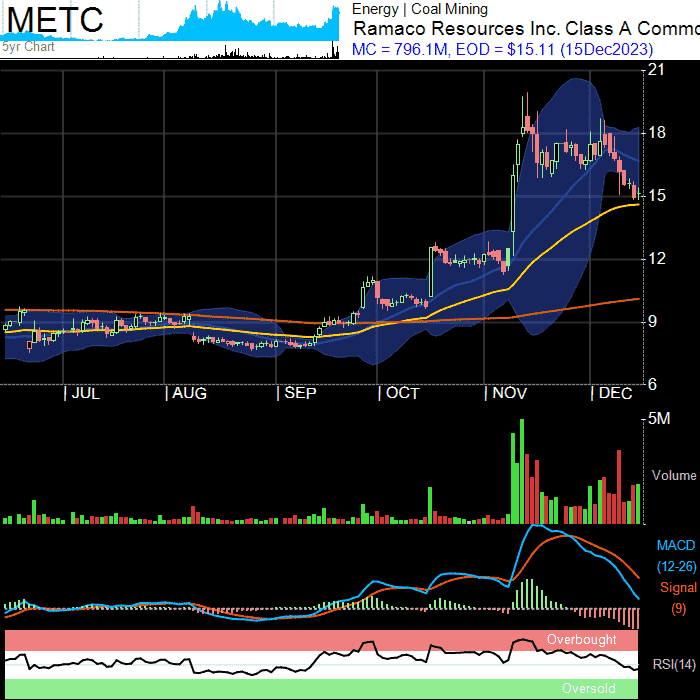 METC
5yr Chart
Energy | Coal Mining
Ramaco Resources Inc. Class A Commo
MC = 796.1M, EOD = $15.11 (15Dec2023)
21
18
15
12
9
6
| JUL | AUG | SEP | OCT | NOV | DEC
5M
Volume
MACD
(12-26)
Signal
(9)
Overbought
RSI(14)
Oversold